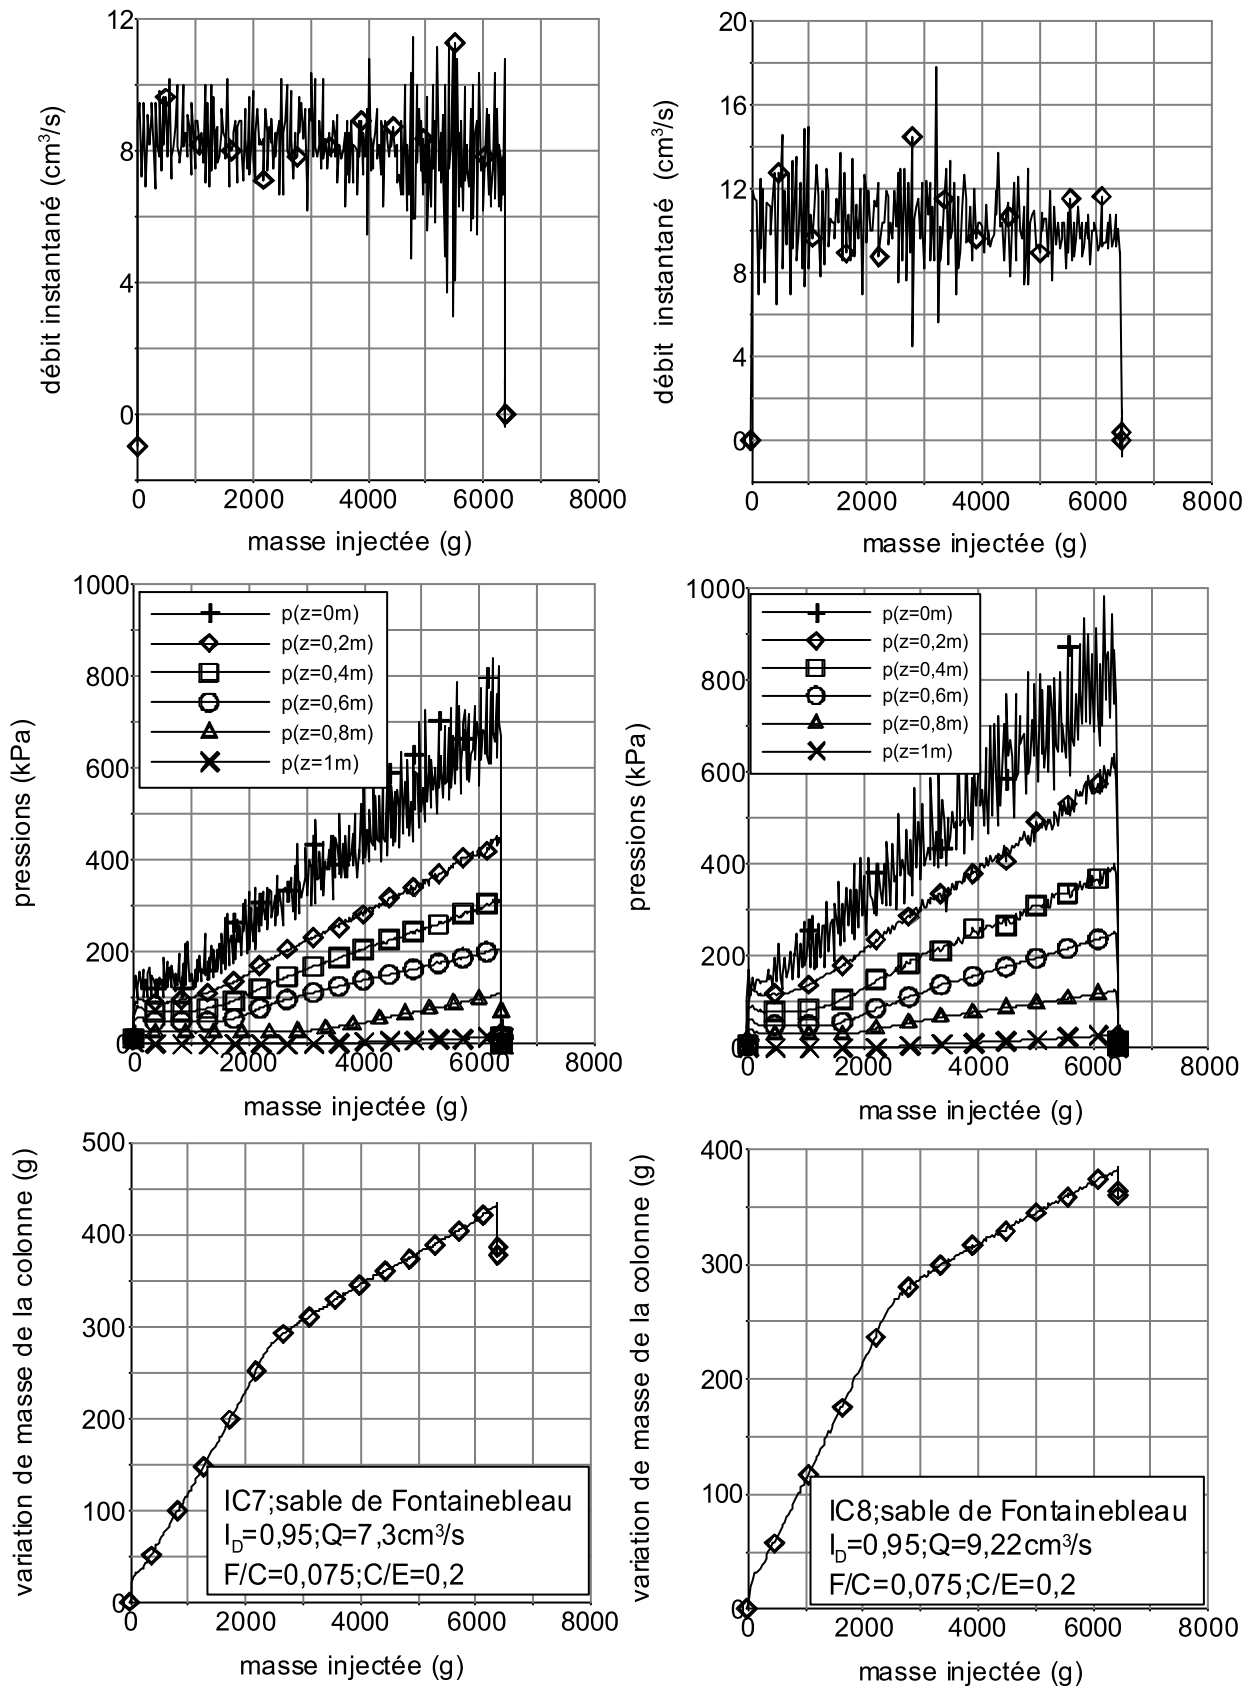 12
8
4
0
débit instantané (cm³/s)
0 2000 4000 6000 8000
masse injectée (g)
20
16
12
8
4
0
débit instantané (cm³/s)
0 2000 4000 6000 8000
masse injectée (g)
1000
800
600
400
200
0
pressions (kPa)
p(z=0m)
p(z=0,2m)
p(z=0,4m)
p(z=0,6m)
p(z=0,8m)
p(z=1m)
0 2000 4000 6000 8000
masse injectée (g)
1000
800
600
400
200
0
pressions (kPa)
p(z=0m)
p(z=0,2m)
p(z=0,4m)
p(z=0,6m)
p(z=0,8m)
p(z=1m)
0 2000 4000 6000 8000
masse injectée (g)
500
400
300
200
100
0
variation de masse de la colonne (g)
IC7;sable de Fontainebleau
I_D=0,95;Q=7,3cm³/s
F/C=0,075;C/E=0,2
0 2000 4000 6000 8000
masse injectée (g)
400
300
200
100
0
variation de masse de la colonne (g)
IC8;sable de Fontainebleau
I_D=0,95;Q=9,22cm³/s
F/C=0,075;C/E=0,2
0 2000 4000 6000 8000
masse injectée (g)